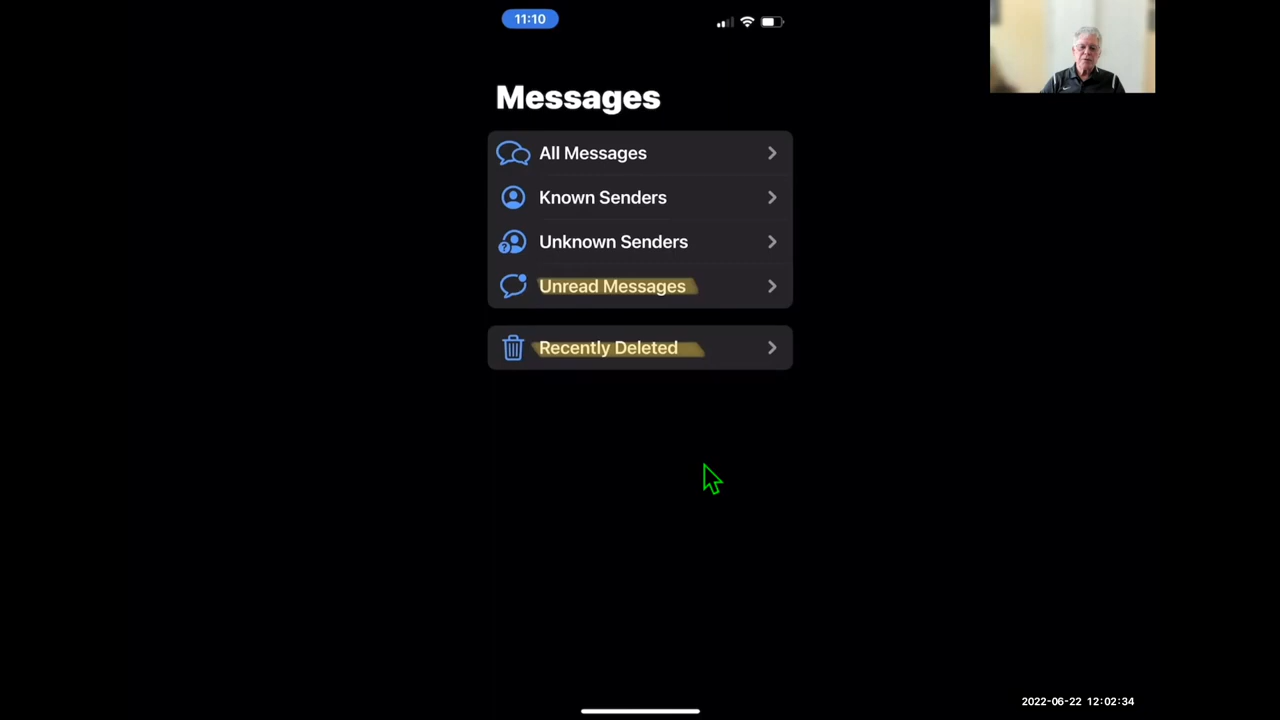 11:10
Messages
All Messages
Known Senders
Unknown Senders
Unread Messages
Recently Deleted
2022-06-22 12:02:34